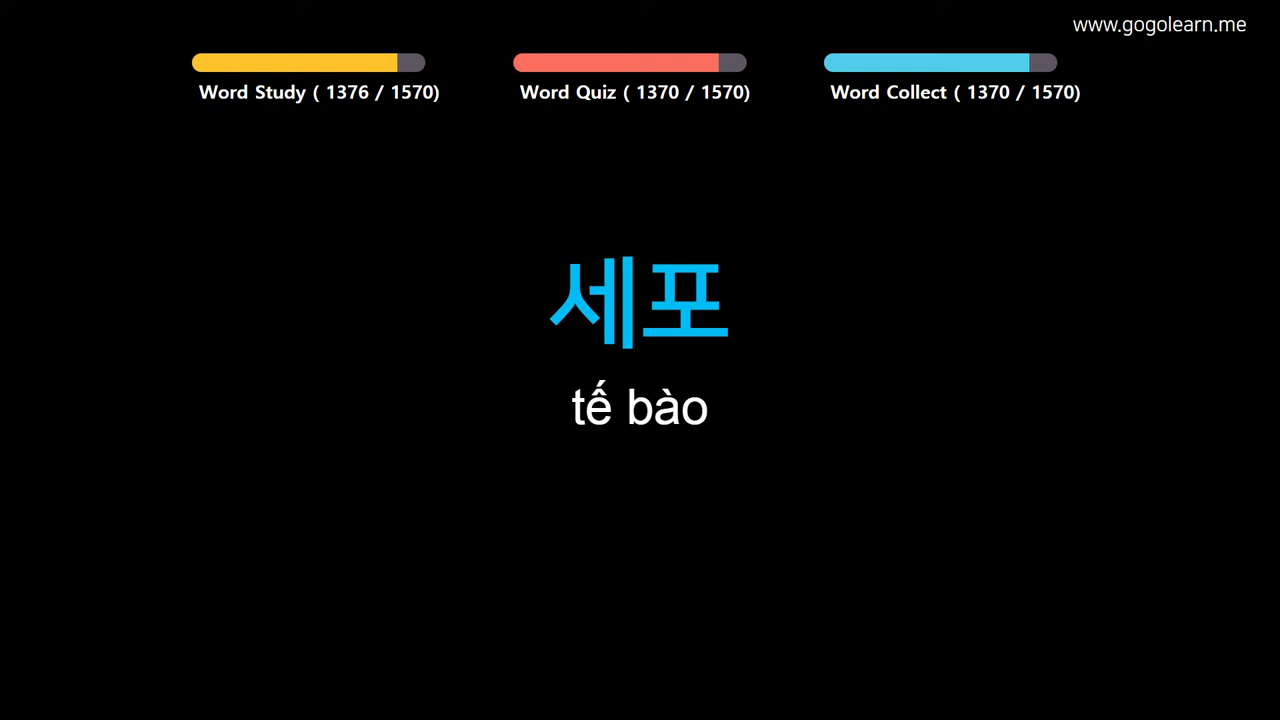 www.gogolearn.me
Word Study ( 1376 / 1570)
Word Quiz ( 1370 / 1570)
Word Collect ( 1370 / 1570)
세포
tế bào